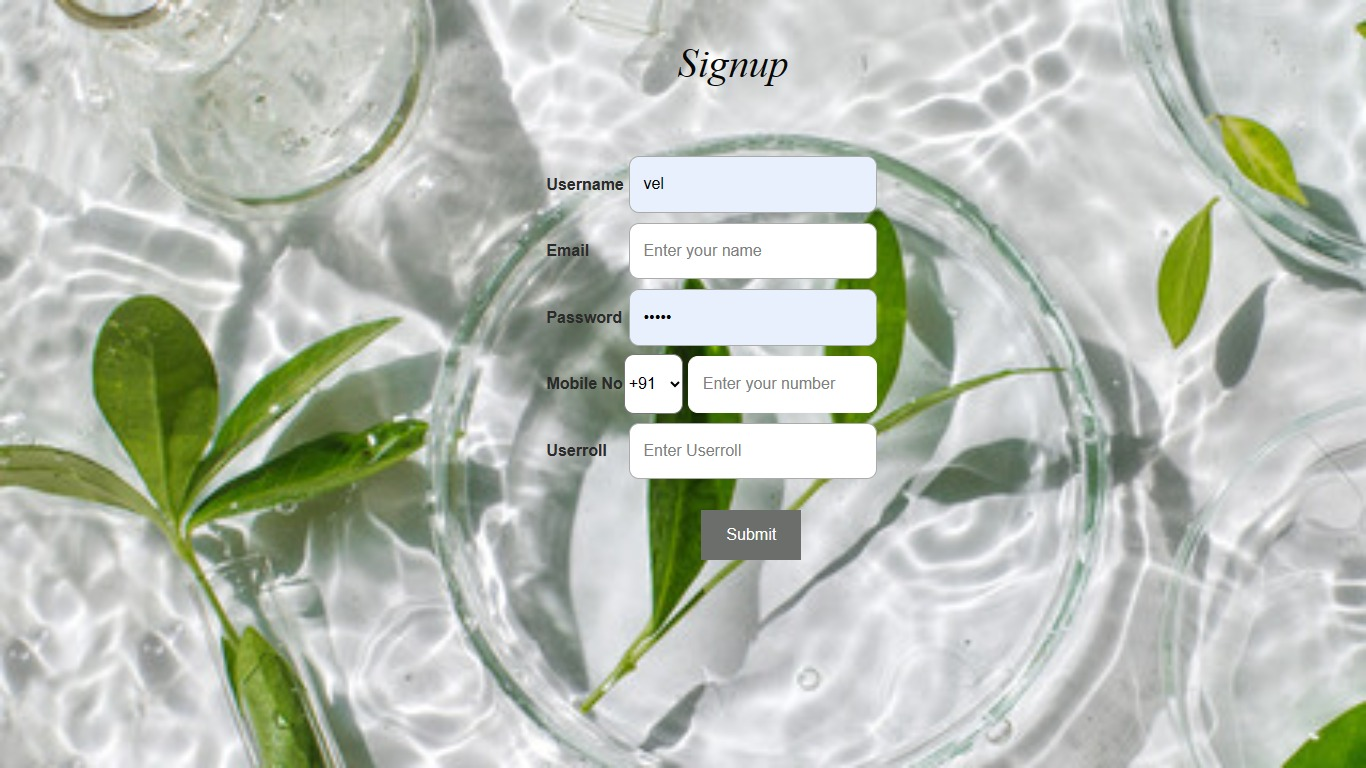 Signup
Username vel
Email Enter your name
Password •••••
Mobile No +91 Enter your number
Userroll Enter Userroll
Submit